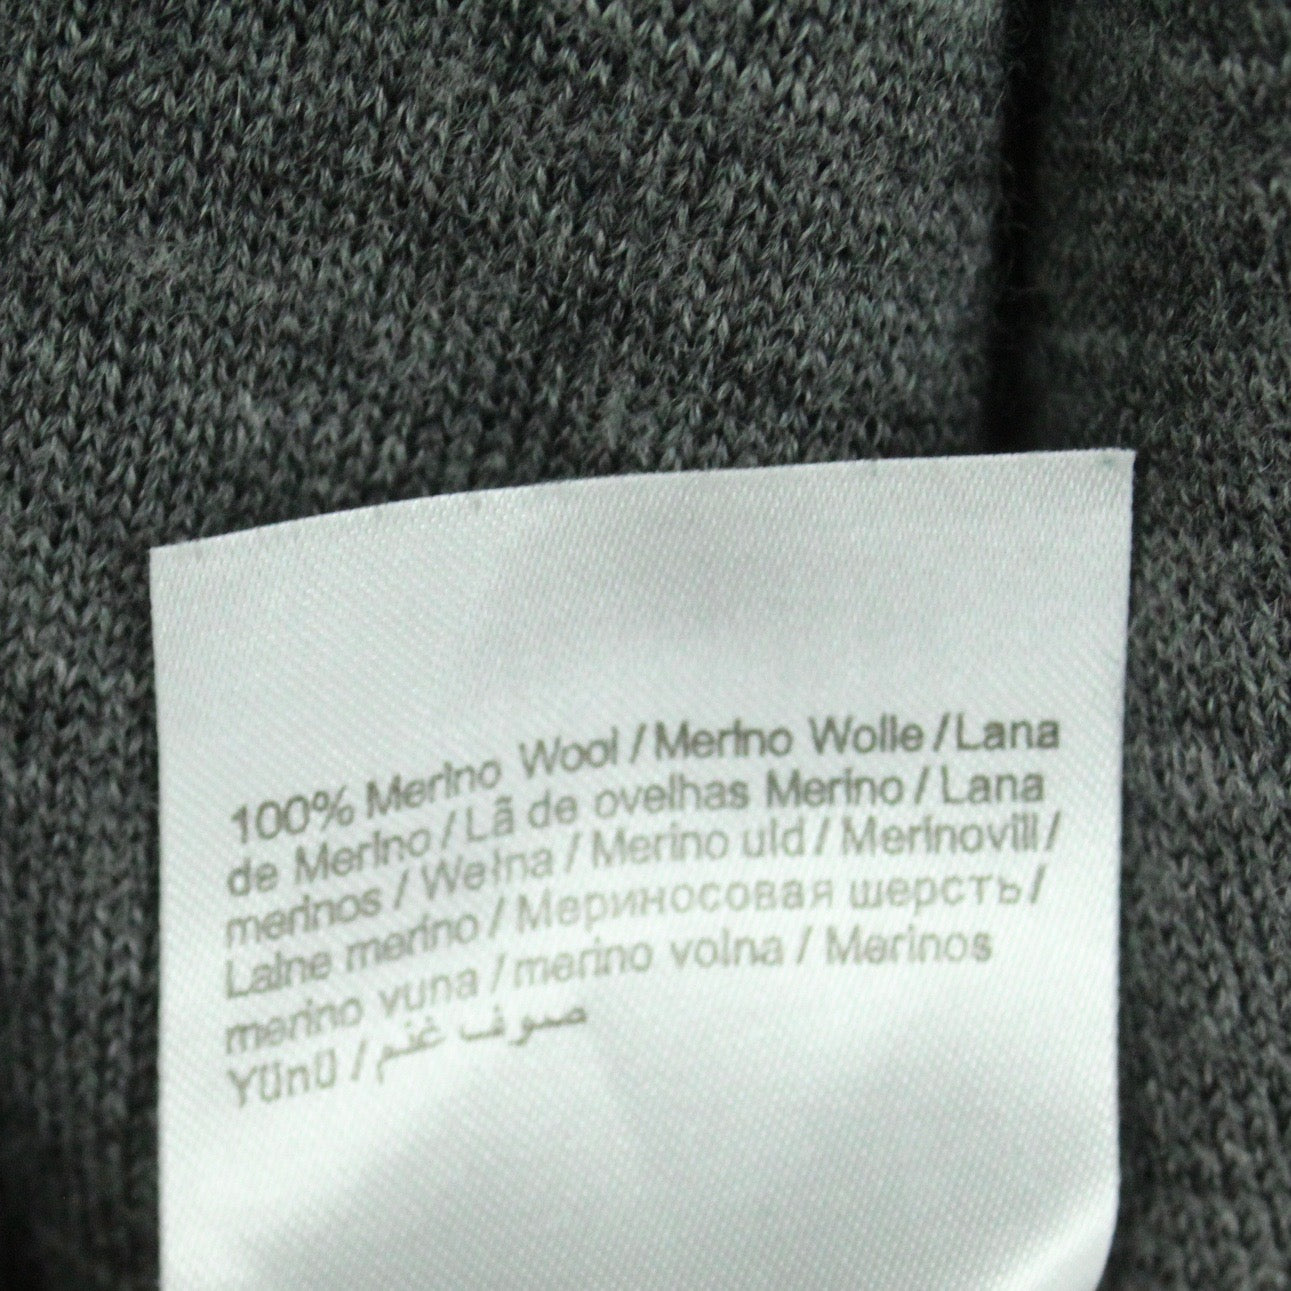 100% Merino Wool / Merino Wolle / Lana
de Merino / Lã de ovelhas Merino / Lana
merinos / Wełna / Merino uld / Merinovill /
Laine merino / Мериносовая шерсть /
merino vuna / merino volna / Merinos
Yünü / صوف غنم